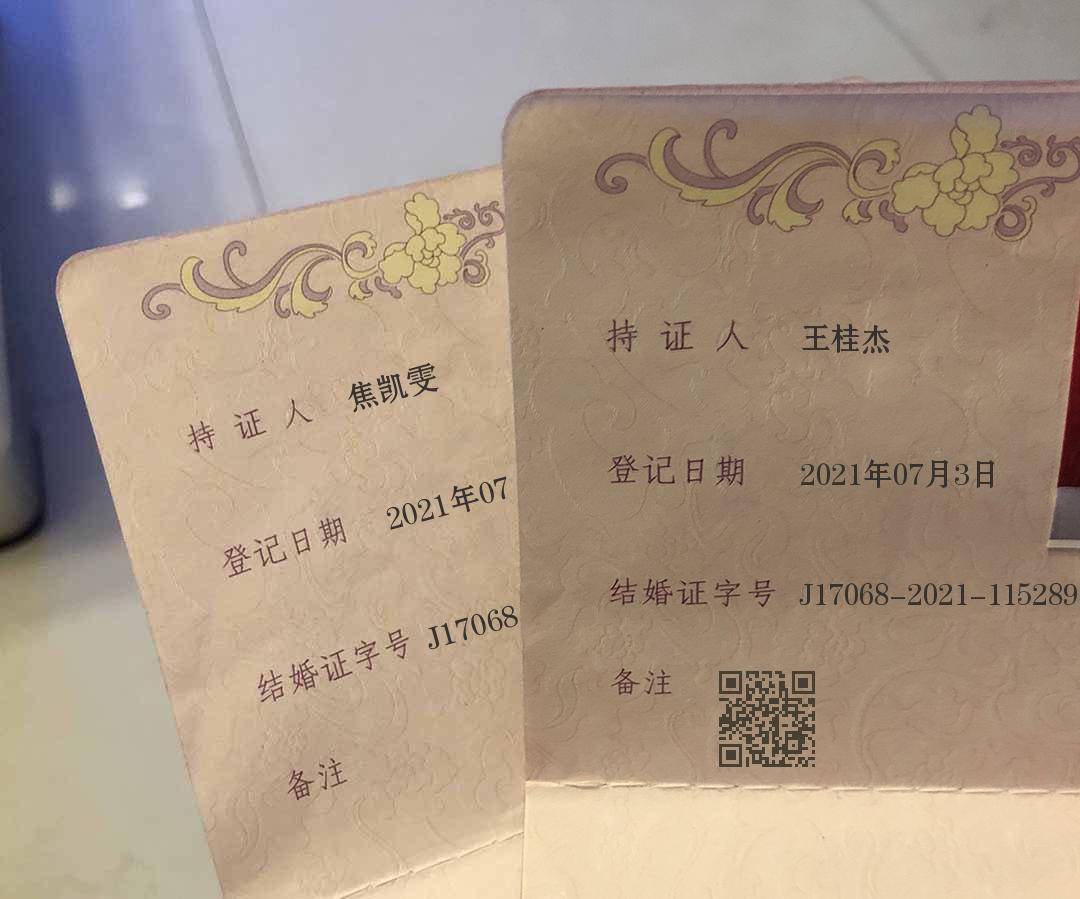 持证人 焦凯雯
登记日期 2021年07
结婚证字号 J17068
备注
持证人 王桂杰
登记日期 2021年07月3日
结婚证字号 J17068-2021-115289
备注